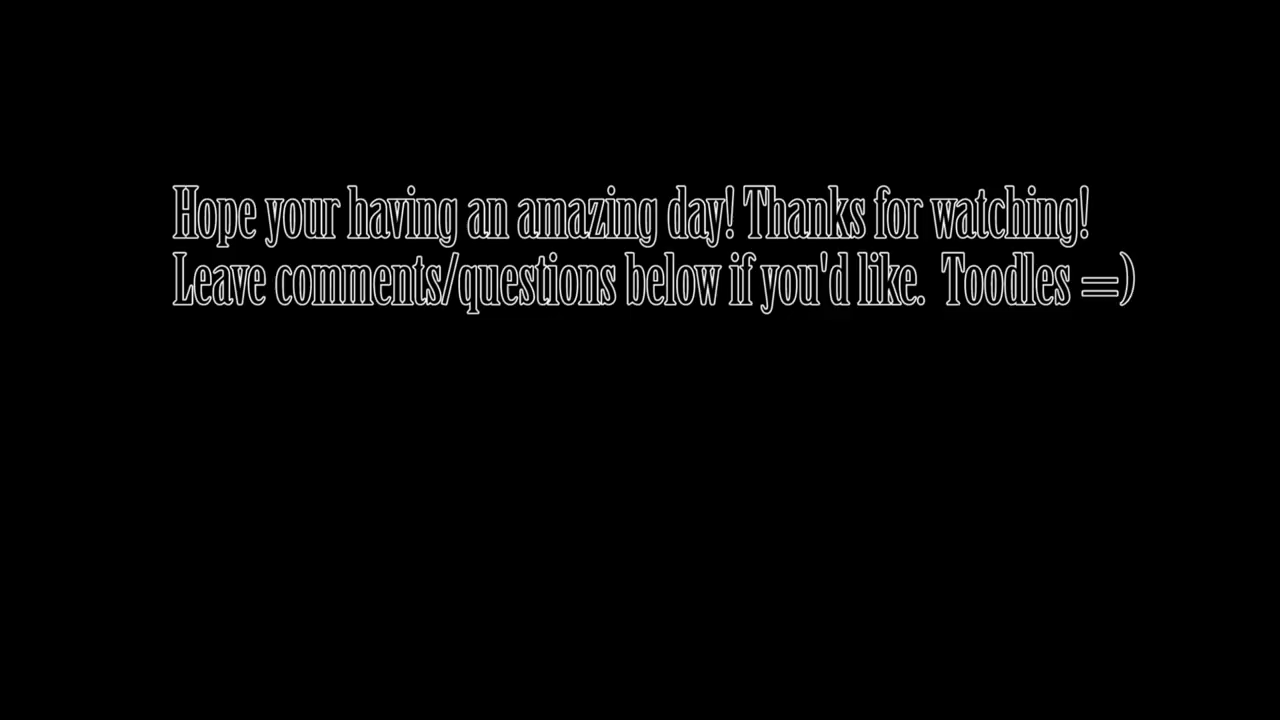 Hope your having an amazing day! Thanks for watching!
Leave comments/questions below if you'd like.  Toodles =)